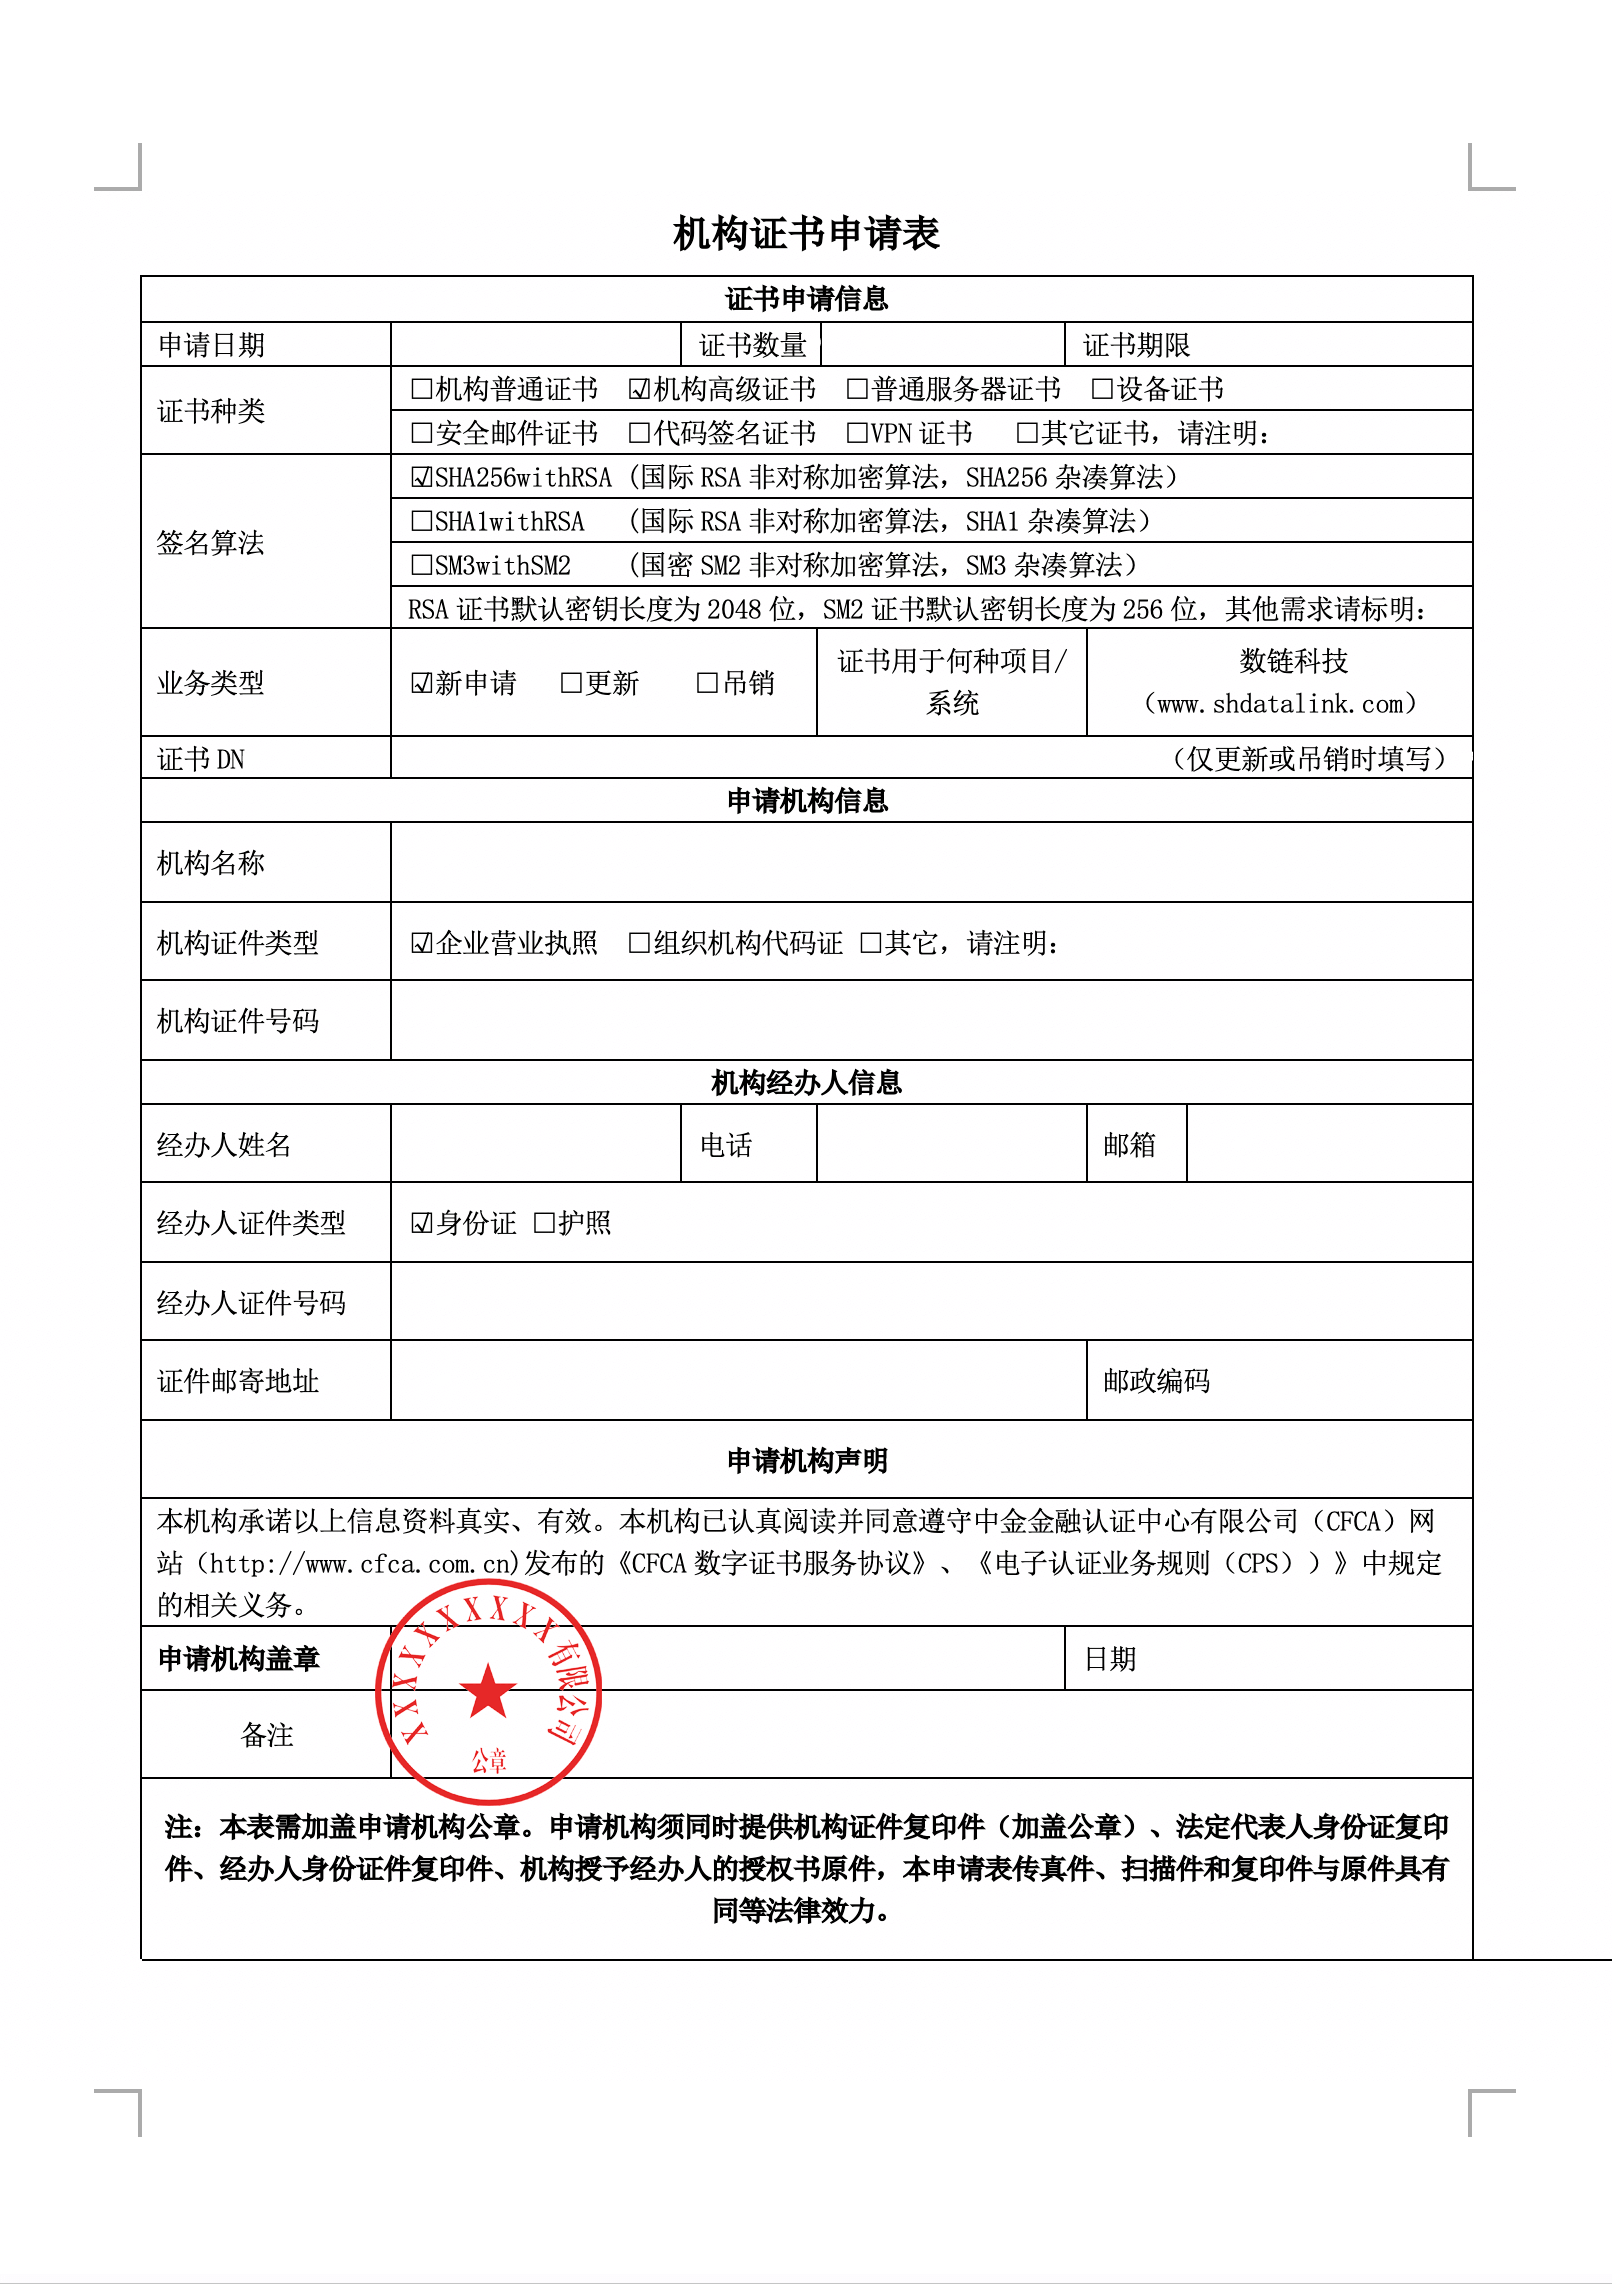 机构证书申请表
证书申请信息
申请日期 证书数量 证书期限
证书种类
☐机构普通证书 ☑机构高级证书 ☐普通服务器证书 ☐设备证书
☐安全邮件证书 ☐代码签名证书 ☐VPN 证书 ☐其它证书，请注明：
签名算法
☑SHA256withRSA (国际 RSA 非对称加密算法，SHA256 杂凑算法）
☐SHA1withRSA (国际 RSA 非对称加密算法，SHA1 杂凑算法）
☐SM3withSM2 (国密 SM2 非对称加密算法，SM3 杂凑算法）
RSA 证书默认密钥长度为 2048 位，SM2 证书默认密钥长度为 256 位，其他需求请标明：
业务类型 ☑新申请 ☐更新 ☐吊销
证书用于何种项目/
系统
数链科技
（www.shdatalink.com）
证书 DN （仅更新或吊销时填写）
申请机构信息
机构名称
机构证件类型 ☑企业营业执照 ☐组织机构代码证 ☐其它，请注明：
机构证件号码
机构经办人信息
经办人姓名 电话 邮箱
经办人证件类型 ☑身份证 ☐护照
经办人证件号码
证件邮寄地址 邮政编码
申请机构声明
本机构承诺以上信息资料真实、有效。本机构已认真阅读并同意遵守中金金融认证中心有限公司（CFCA）网
站（http://www.cfca.com.cn)发布的《CFCA 数字证书服务协议》、《电子认证业务规则（CPS））》中规定
的相关义务。
申请机构盖章 日期
XXXXXXXXXX有限公司
公章
备注
注：本表需加盖申请机构公章。申请机构须同时提供机构证件复印件（加盖公章）、法定代表人身份证复印
件、经办人身份证件复印件、机构授予经办人的授权书原件，本申请表传真件、扫描件和复印件与原件具有
同等法律效力。